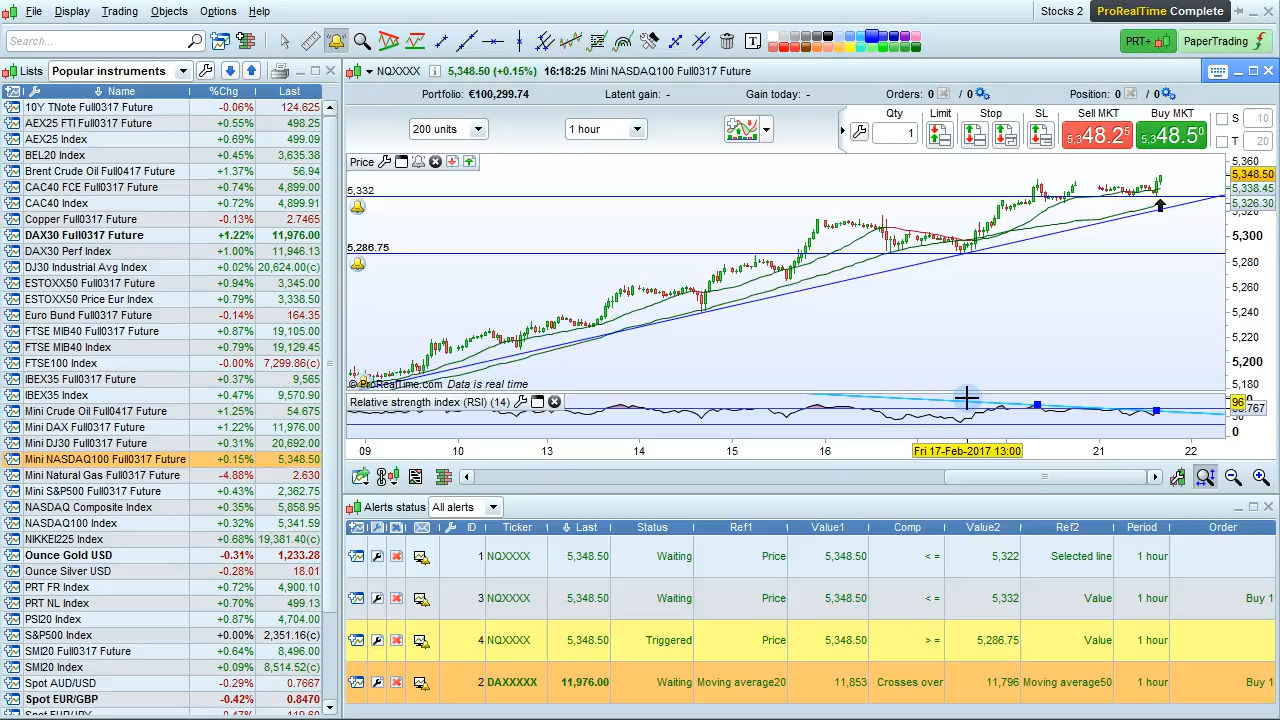 File Display Trading Objects Options Help Stocks 2 ProRealTime Complete
Search... T PRT+ PaperTrading
Lists Popular instruments
Name %Chg Last
10Y TNote Full0317 Future -0.06% 124.625
AEX25 FTI Full0317 Future +0.55% 498.25
AEX25 Index +0.69% 499.09
BEL20 Index +0.45% 3,635.38
Brent Crude Oil Full0417 Future +1.37% 56.94
CAC40 FCE Full0317 Future +0.74% 4,899.00
CAC40 Index +0.72% 4,899.91
Copper Full0317 Future -0.13% 2.7465
DAX30 Full0317 Future +1.22% 11,976.00
DAX30 Perf Index +1.00% 11,946.13
DJ30 Industrial Avg Index +0.02% 20,624.00(c)
ESTOXX50 Full0317 Future +0.94% 3,345.00
ESTOXX50 Price Eur Index +0.79% 3,338.50
Euro Bund Full0317 Future -0.14% 164.35
FTSE MIB40 Full0317 Future +0.87% 19,105.00
FTSE MIB40 Index +0.79% 19,129.45
FTSE100 Index -0.00% 7,299.86(c)
IBEX35 Full0317 Future +0.37% 9,565
IBEX35 Index +0.47% 9,570.90
Mini Crude Oil Full0417 Future +1.25% 54.675
Mini DAX Full0317 Future +1.22% 11,976.00
Mini DJ30 Full0317 Future +0.31% 20,692.00
Mini NASDAQ100 Full0317 Future +0.15% 5,348.50
Mini Natural Gas Full0317 Future -4.88% 2.630
Mini S&P500 Full0317 Future +0.43% 2,362.75
NASDAQ Composite Index +0.35% 5,858.95
NASDAQ100 Index +0.32% 5,341.59
NIKKEI225 Index +0.68% 19,381.40(c)
Ounce Gold USD -0.31% 1,233.28
Ounce Silver USD -0.28% 18.01
PRT FR Index +0.72% 4,900.10
PRT NL Index +0.70% 499.13
PSI20 Index +0.87% 4,704.00
S&P500 Index +0.00% 2,351.16(c)
SMI20 Full0317 Future +0.64% 8,496.00
SMI20 Index +0.09% 8,514.52(c)
Spot AUD/USD -0.29% 0.7667
Spot EUR/GBP -0.42% 0.8470
NQXXXX 5,348.50 (+0.15%) 16:18:25 Mini NASDAQ100 Full0317 Future
Portfolio: €100,299.74 Latent gain: - Gain today: - Orders: 0 / 0 Position: 0 / 0
200 units 1 hour
Qty Limit Stop SL Sell MKT Buy MKT
1 5,348.25 5,348.50
S 10
T 20
Price
5,332
5,286.75
5,360
5,348.50
5,338.45
5,326.30
5,300
5,280
5,260
5,240
5,220
5,200
5,180
© ProRealTime.com Data is real time
Relative strength index (RSI) (14)
96
767
0
09 10 13 14 15 16 Fri 17-Feb-2017 13:00 21 22
Alerts status All alerts
ID Ticker Last Status Ref1 Value1 Comp Value2 Ref2 Period Order
1 NQXXXX 5,348.50 Waiting Price 5,348.50 < = 5,322 Selected line 1 hour
3 NQXXXX 5,348.50 Waiting Price 5,348.50 < = 5,332 Value 1 hour Buy 1
4 NQXXXX 5,348.50 Triggered Price 5,348.50 > = 5,286.75 Value 1 hour
2 DAXXXXX 11,976.00 Waiting Moving average20 11,853 Crosses over 11,796 Moving average50 1 hour Buy 1